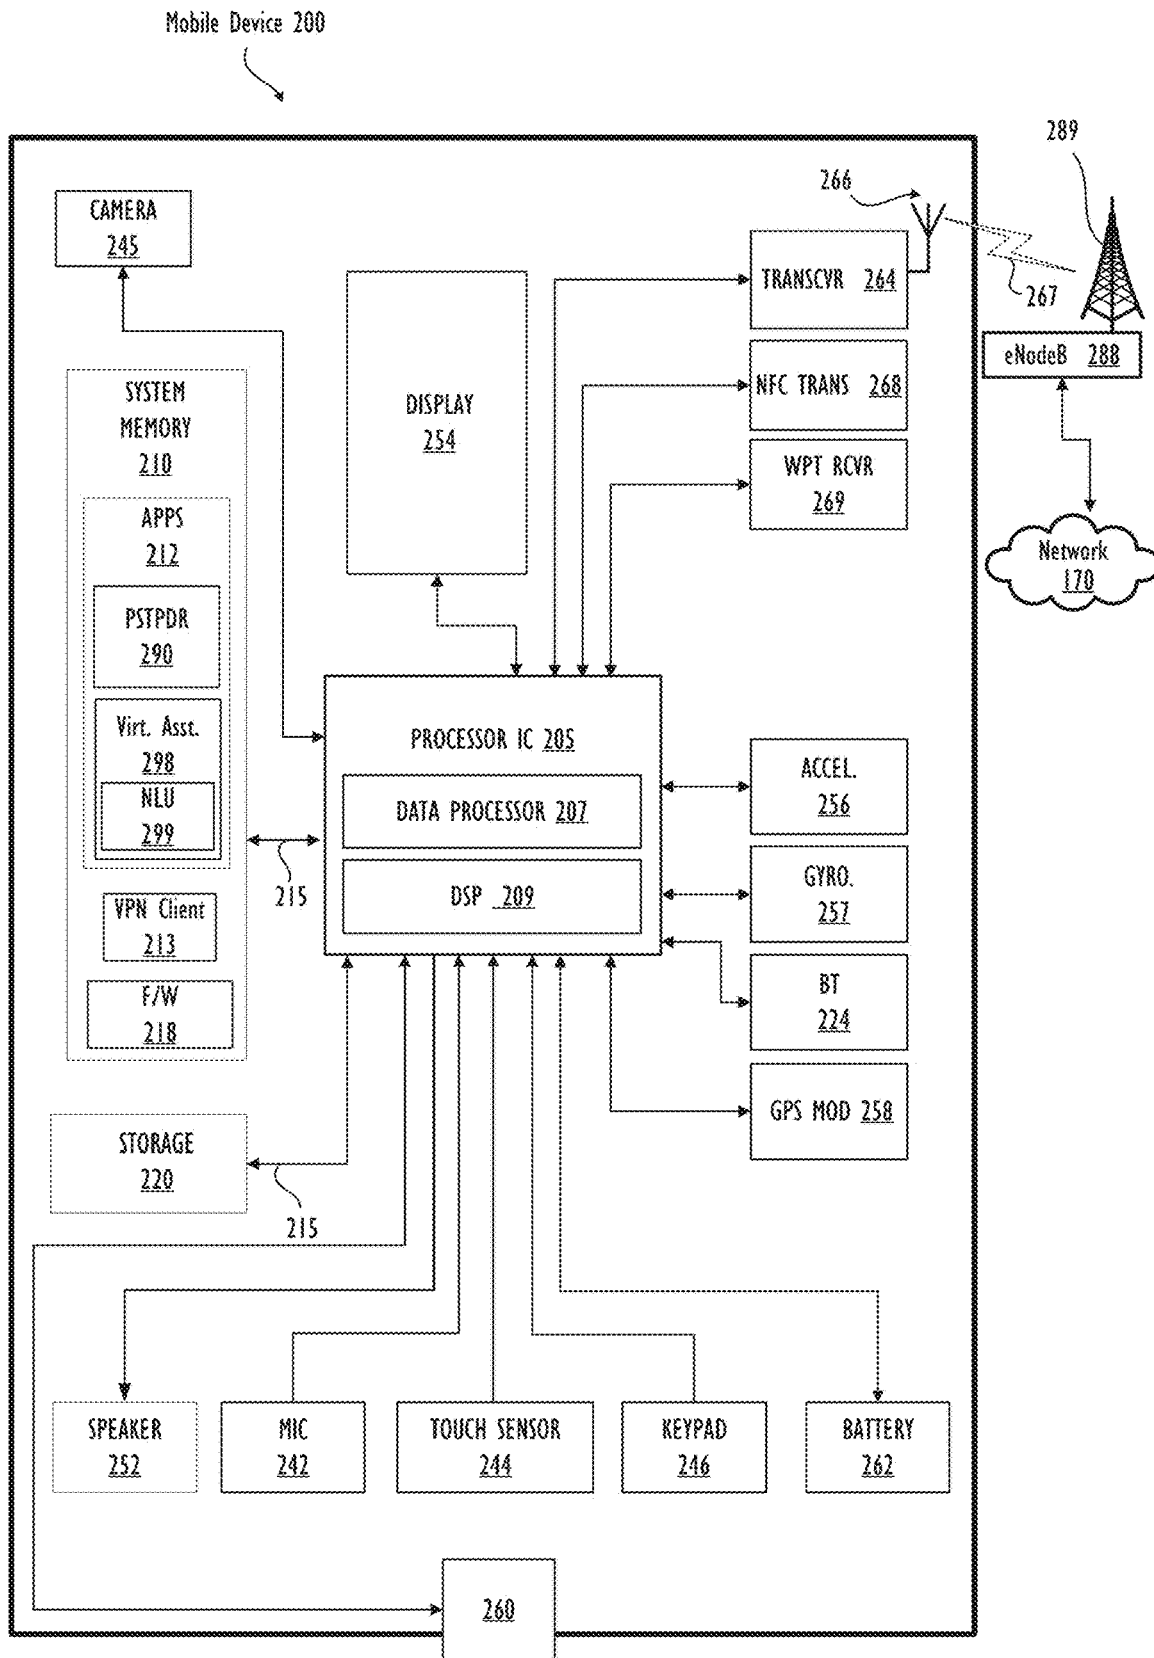 Mobile Device 200
289
266
CAMERA
245
TRANSCVR 264
267
eNodeB 288
NFC TRANS 268
SYSTEM
MEMORY
210
DISPLAY
254
WPT RCVR
269
APPS
212
Network
170
PSTPDR
290
Virt. Asst.
298
NLU
299
PROCESSOR IC 205
DATA PROCESSOR 207
DSP 209
215
ACCEL.
256
GYRO.
257
VPN Client
213
F/W
218
BT
224
GPS MOD 258
STORAGE
220
215
SPEAKER
252
MIC
242
TOUCH SENSOR
244
KEYPAD
246
BATTERY
262
260